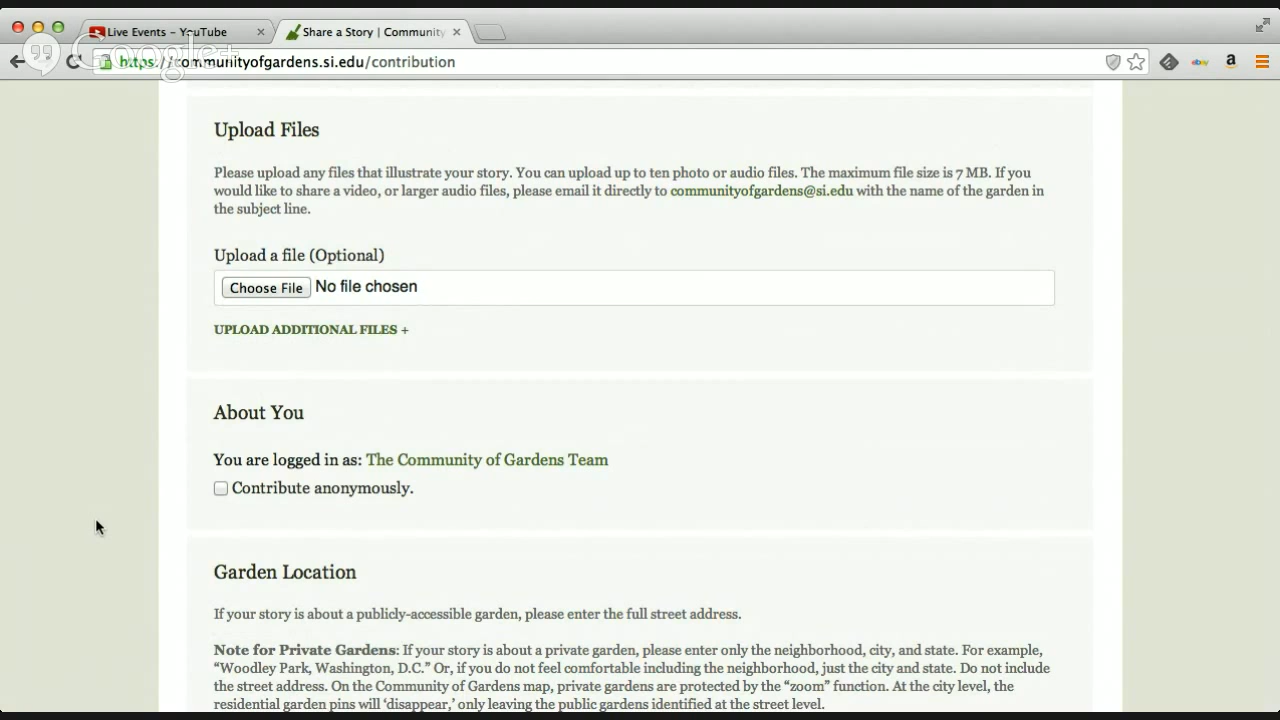 Live Events – YouTube
Share a Story | Community
Google+
https://communityofgardens.si.edu/contribution
ebay
a
Upload Files
Please upload any files that illustrate your story. You can upload up to ten photo or audio files. The maximum file size is 7 MB. If you
would like to share a video, or larger audio files, please email it directly to communityofgardens@si.edu with the name of the garden in
the subject line.
Upload a file (Optional)
Choose File No file chosen
UPLOAD ADDITIONAL FILES +
About You
You are logged in as: The Community of Gardens Team
Contribute anonymously.
Garden Location
If your story is about a publicly-accessible garden, please enter the full street address.
Note for Private Gardens: If your story is about a private garden, please enter only the neighborhood, city, and state. For example,
“Woodley Park, Washington, D.C.” Or, if you do not feel comfortable including the neighborhood, just the city and state. Do not include
the street address. On the Community of Gardens map, private gardens are protected by the “zoom” function. At the city level, the
residential garden pins will ‘disappear,’ only leaving the public gardens identified at the street level.